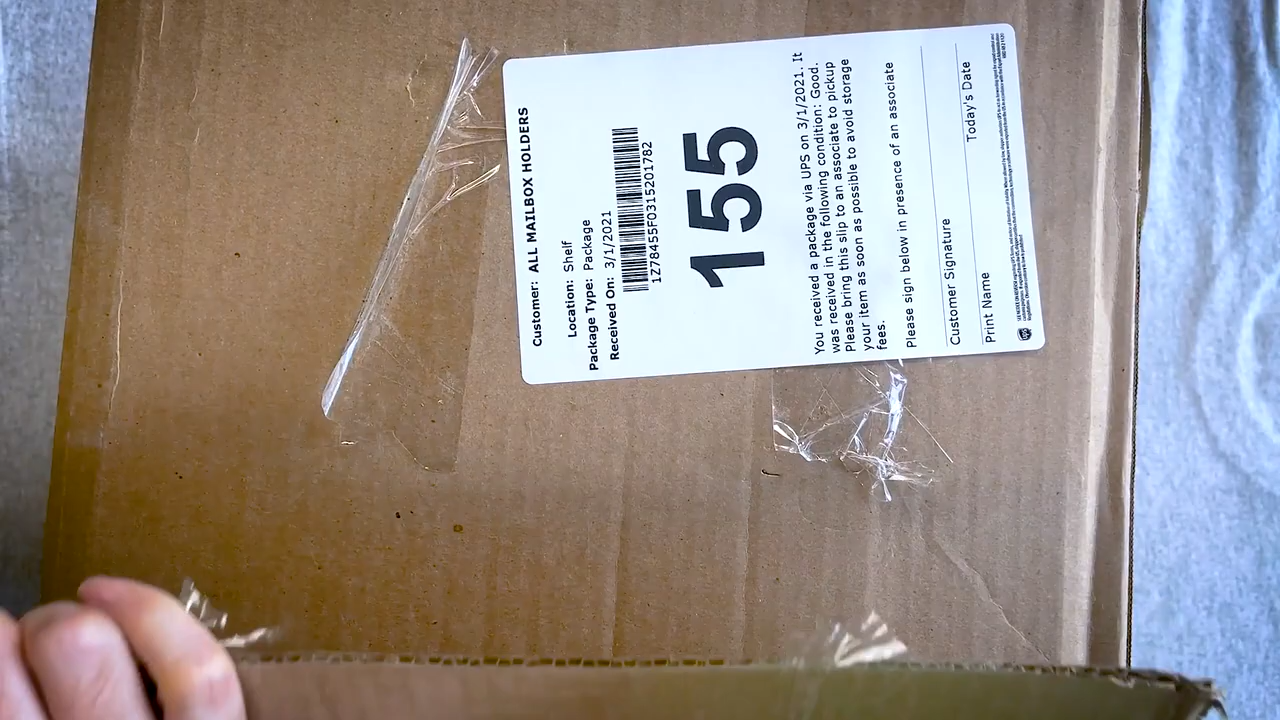 Customer: ALL MAILBOX HOLDERS
Location: Shelf
Package Type: Package
Received On: 3/1/2021
1Z78455F0315201782
155
You received a package via UPS on 3/1/2021. It
was received in the following condition: Good.
Please bring this slip to an associate to pickup
your item as soon as possible to avoid storage
fees.
Please sign below in presence of an associate
Customer Signature
Print Name Today's Date